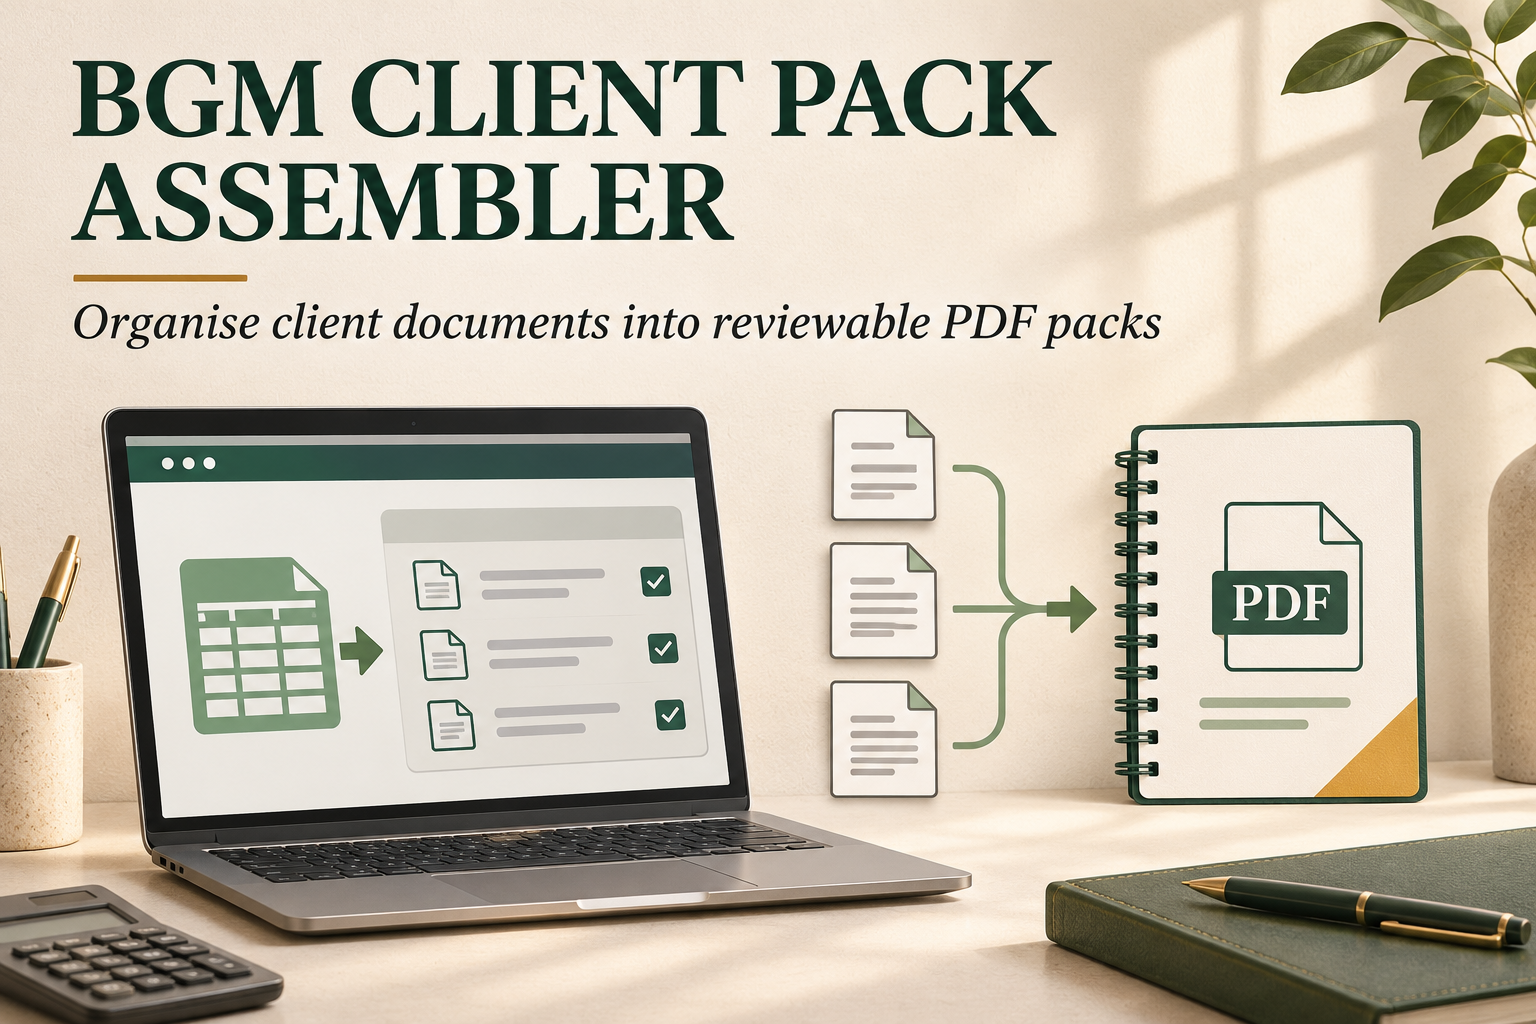 BGM CLIENT PACK
ASSEMBLER
Organise client documents into reviewable PDF packs
PDF